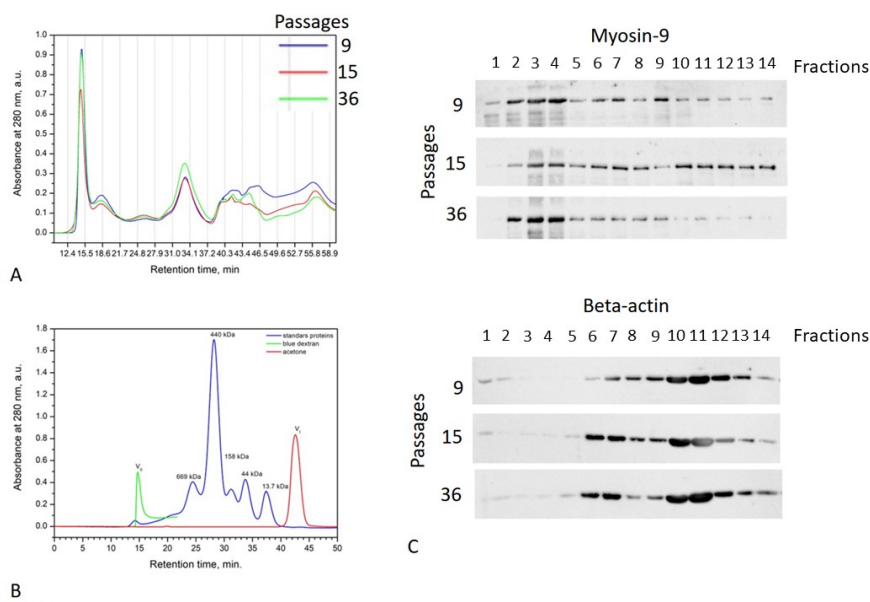 Passages
9
15
36
Absorbance at 280 nm, a.u.
1.0
0.9
0.8
0.7
0.6
0.5
0.4
0.3
0.2
0.1
0.0
12.4 15.5 18.6 21.7 24.8 27.9 31.0 34.1 37.2 40.3 43.4 46.5 49.6 52.7 55.8 58.9
Retention time, min
A
1.8
1.6
1.4
1.2
1.0
0.8
0.6
0.4
0.2
0.0
Absorbance at 280 nm, a.u.
440 kDa
standars proteins
blue dextran
acetone
V0
669 kDa
158 kDa
44 kDa
13.7 kDa
Vt
0 5 10 15 20 25 30 35 40 45 50
Retention time, min.
B
Myosin-9
1 2 3 4 5 6 7 8 9 10 11 12 13 14 Fractions
Passages
9
15
36
Beta-actin
1 2 3 4 5 6 7 8 9 10 11 12 13 14 Fractions
Passages
9
15
36
C